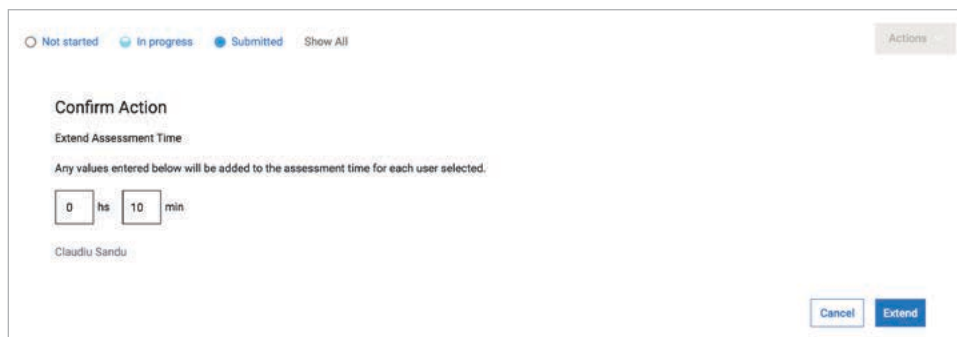 Not started In progress Submitted Show All Actions
Confirm Action
Extend Assessment Time
Any values entered below will be added to the assessment time for each user selected.
0 hs 10 min
Claudiu Sandu
Cancel Extend